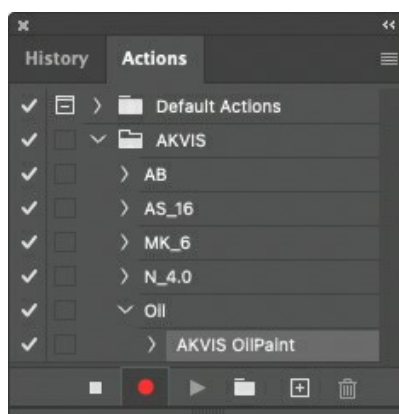 History Actions
Default Actions
AKVIS
AB
AS_16
MK_6
N_4.0
Oil
AKVIS OilPaint